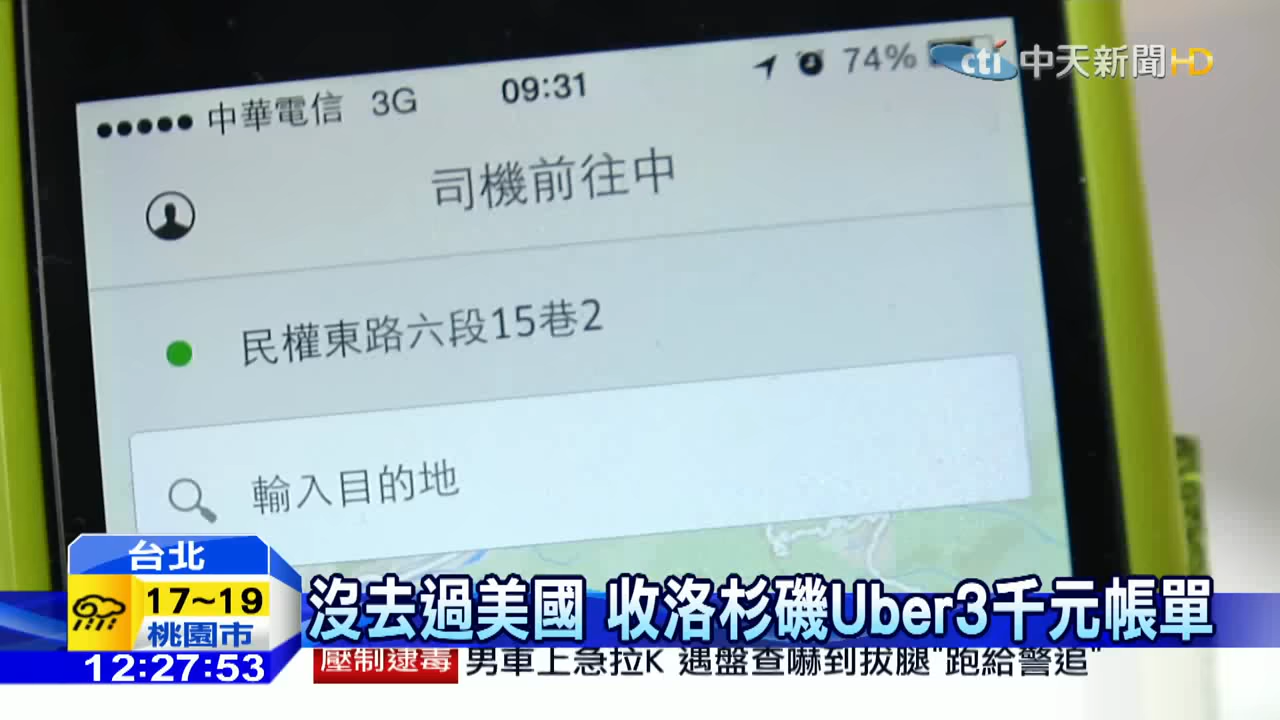 中華電信 3G 09:31 74%
cti 中天新聞HD
司機前往中
民權東路六段15巷2
輸入目的地
台北
17~19
桃園市
12:27:53
沒去過美國 收洛杉磯Uber3千元帳單
壓制逮毒 男車上急拉K 遇盤查嚇到拔腿"跑給警追"